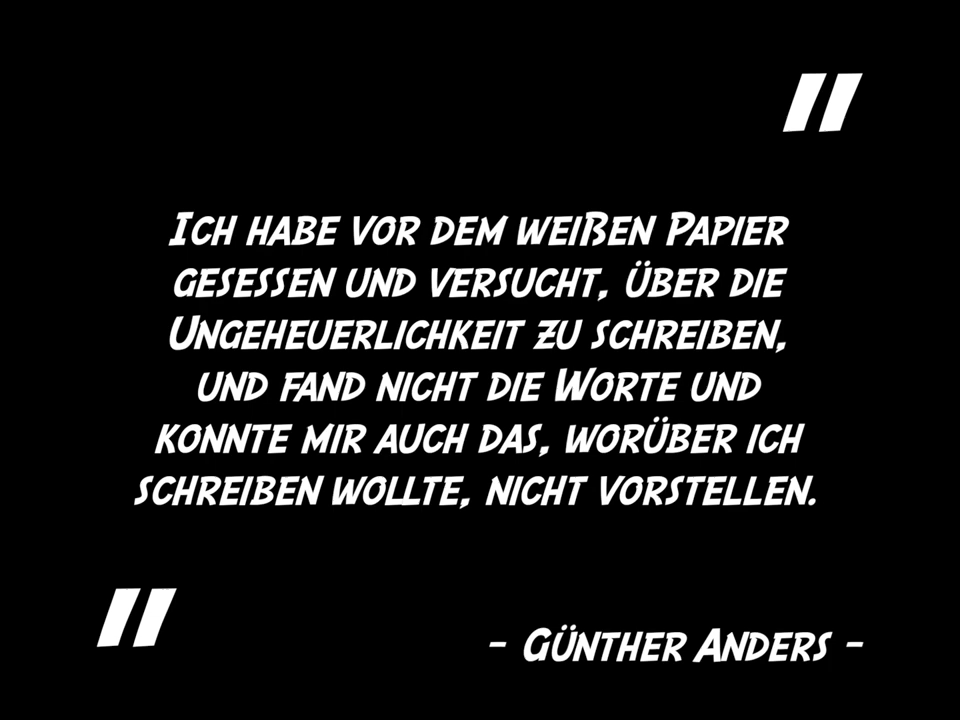 "
Ich habe vor dem weißen Papier
gesessen und versucht, über die
Ungeheuerlichkeit zu schreiben,
und fand nicht die Worte und
konnte mir auch das, worüber ich
schreiben wollte, nicht vorstellen.
"
- Günther Anders -